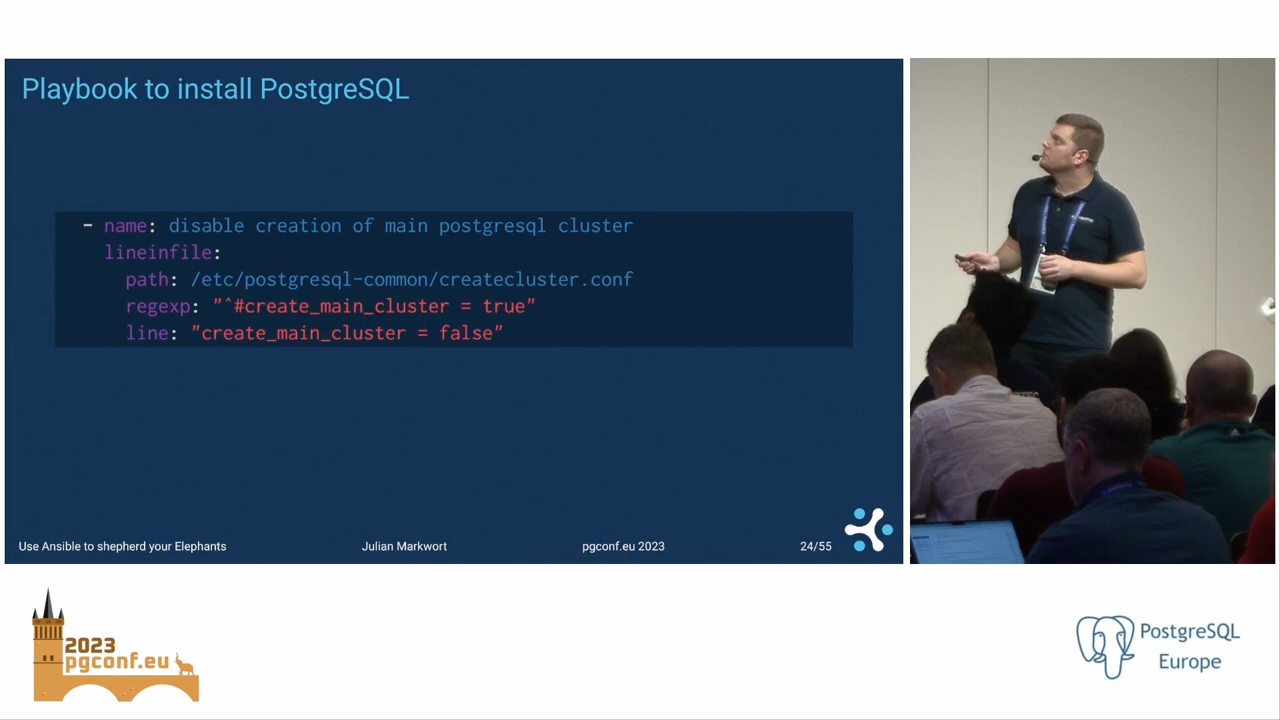 Playbook to install PostgreSQL
- name: disable creation of main postgresql cluster
lineinfile:
path: /etc/postgresql-common/createcluster.conf
regexp: "^#create_main_cluster = true"
line: "create_main_cluster = false"
Use Ansible to shepherd your Elephants
Julian Markwort
pgconf.eu 2023
24/55
2023
pgconf.eu
PostgreSQL
Europe